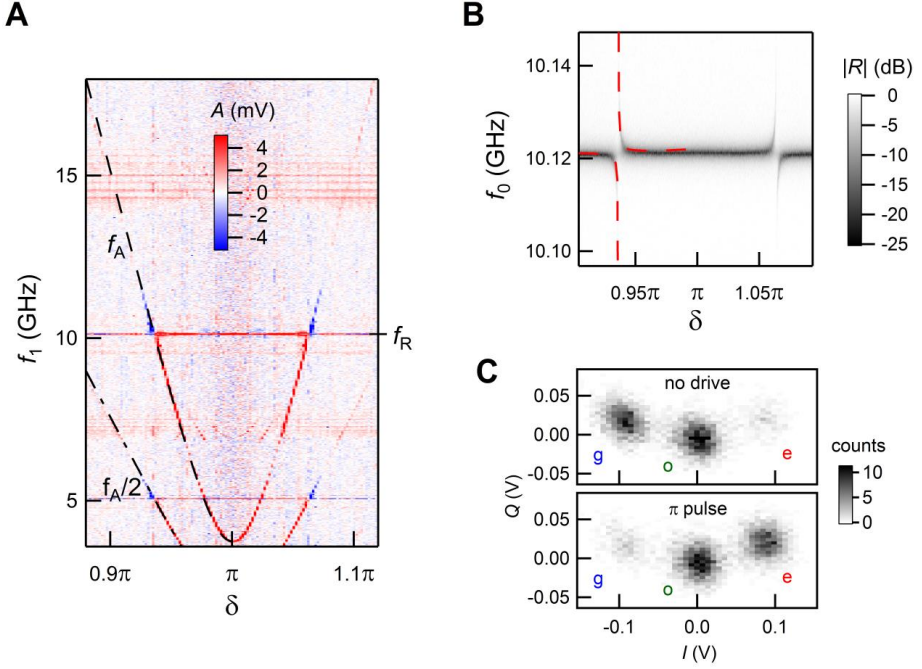 A
A (mV)
4
2
0
-2
-4
15
10
5
f₁ (GHz)
f_A
f_A/2
f_R
0.9π
π
1.1π
δ
B
10.14
10.12
10.10
f₀ (GHz)
0.95π
π
1.05π
δ
|R| (dB)
0
-5
-10
-15
-20
-25
C
no drive
0.05
0.00
-0.05
g
o
e
π pulse
0.05
0.00
-0.05
g
o
e
Q (V)
-0.1
0.0
0.1
I (V)
counts
10
5
0